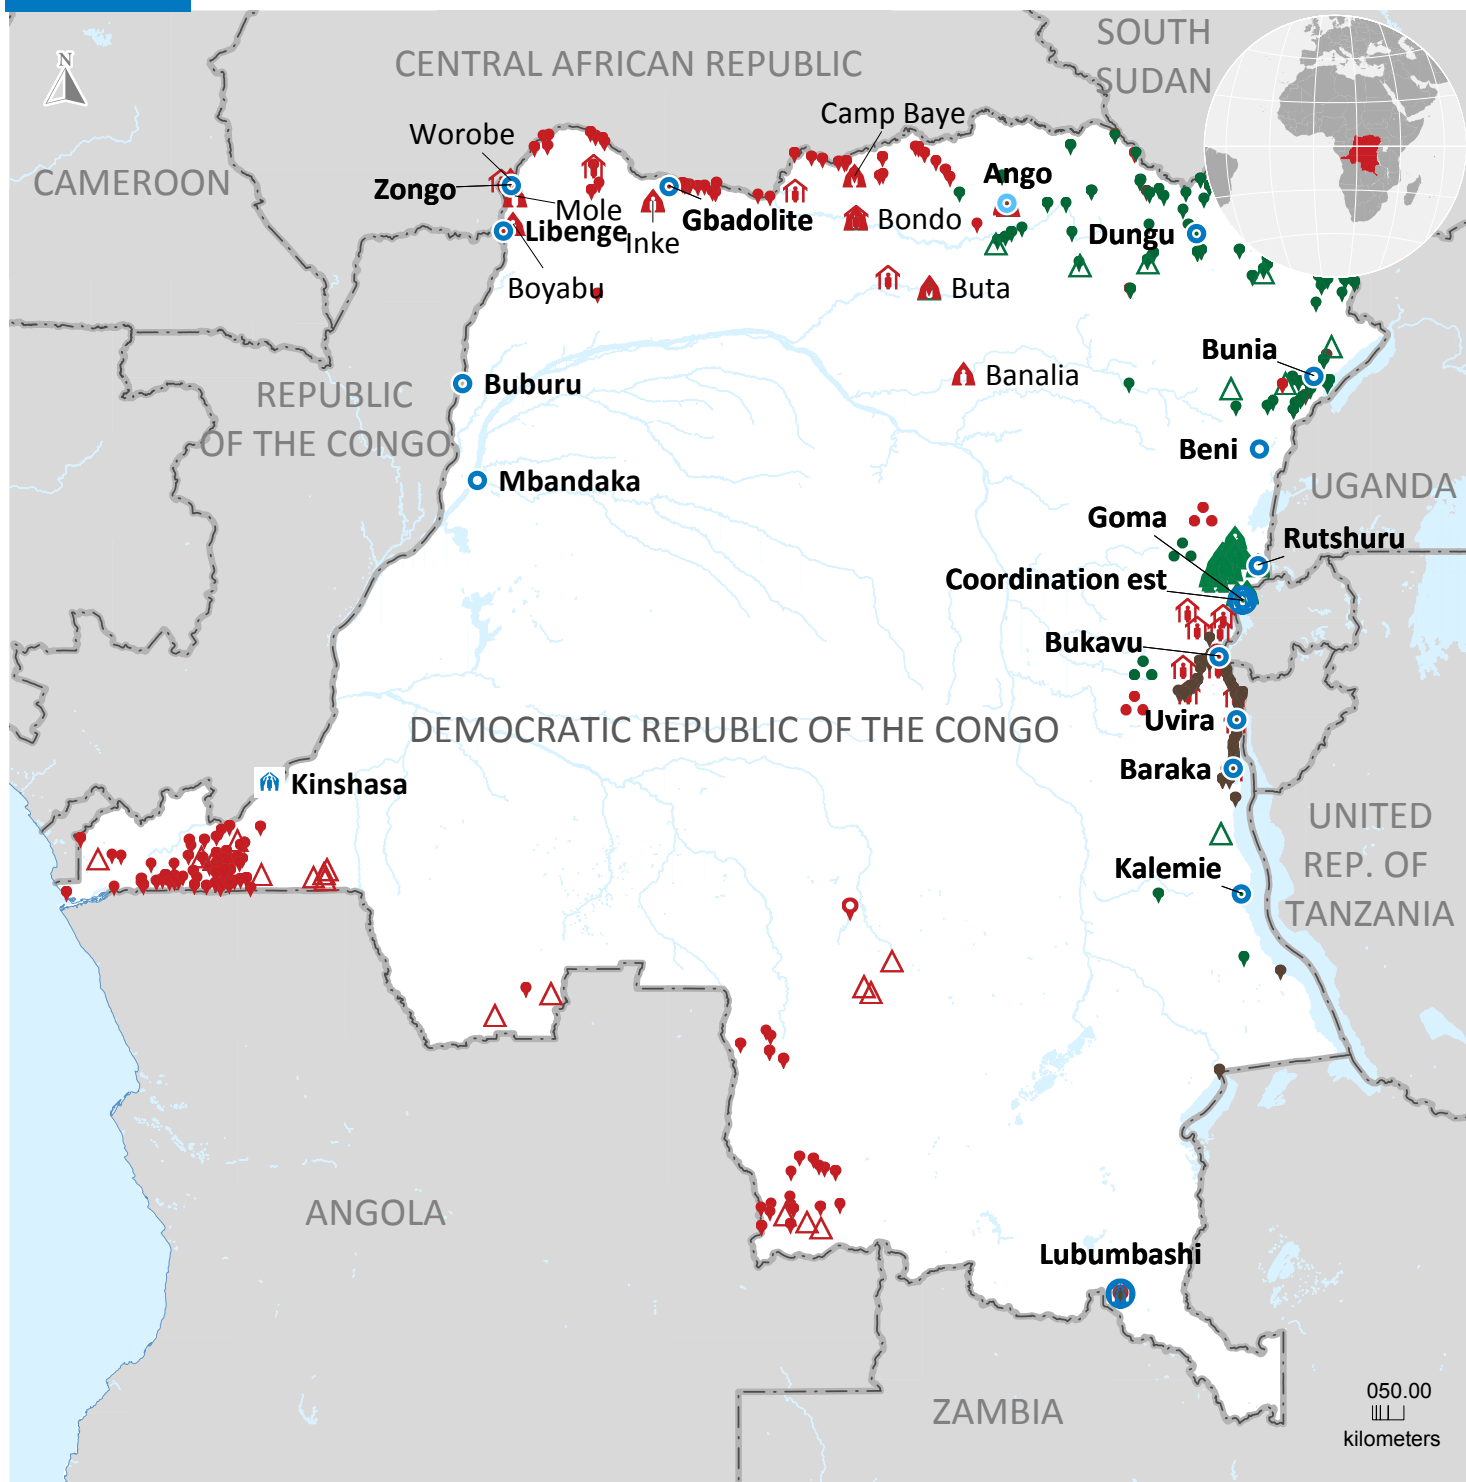 SOUTH
SUDAN
CENTRAL AFRICAN REPUBLIC
N
Camp Baye
Worobe
CAMEROON
Zongo
Ango
Mole
Gbadolite
Bondo
Libenge
Inke
Dungu
Boyabu
Buta
Bunia
Banalia
Buburu
REPUBLIC
OF THE CONGO
Beni
Mbandaka
UGANDA
Goma
Rutshuru
Coordination est
Bukavu
DEMOCRATIC REPUBLIC OF THE CONGO
Uvira
Baraka
Kinshasa
UNITED
REP. OF
TANZANIA
Kalemie
ANGOLA
Lubumbashi
ZAMBIA
050.00
kilometers